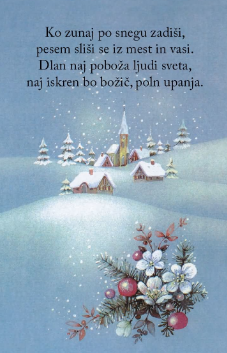 Ko zunaj po snegu zadiši,
pesem sliši se iz mest in vasi.
Dlan naj poboža ljudi sveta,
naj iskren bo božič, poln upanja.